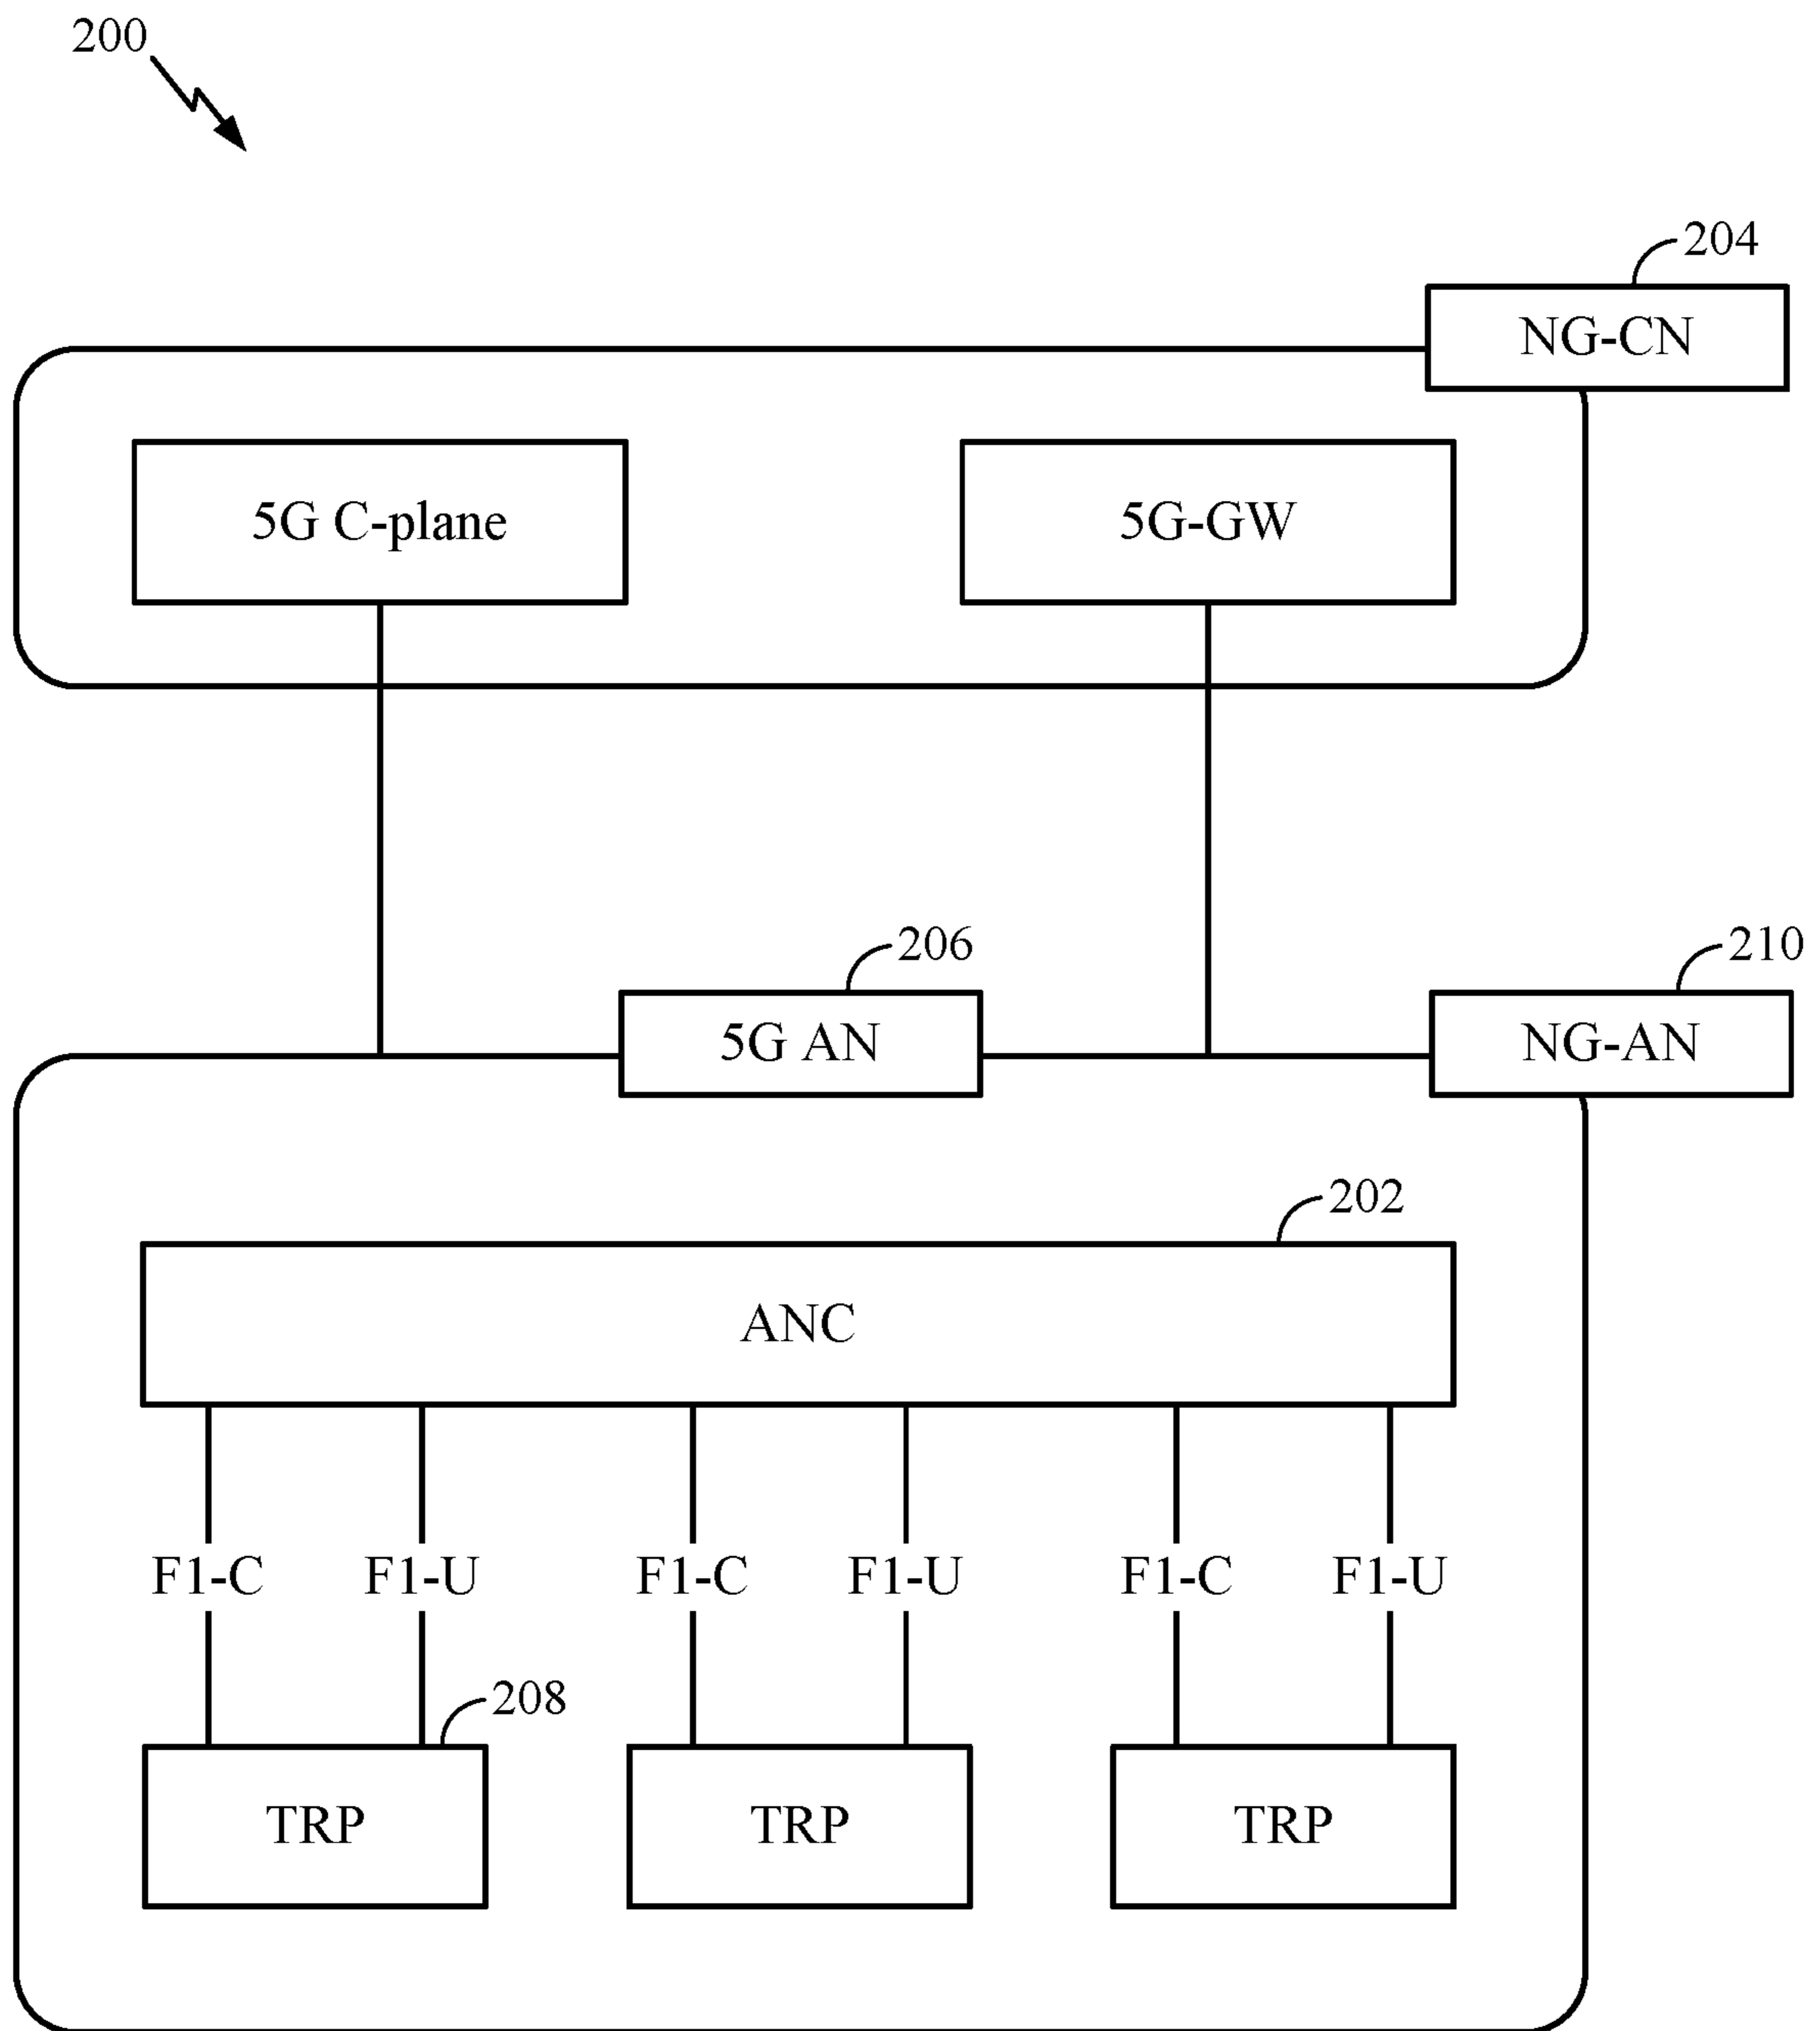 200
204
NG-CN
5G C-plane
5G-GW
206
210
5G AN
NG-AN
202
ANC
F1-C F1-U F1-C F1-U F1-C F1-U
208
TRP TRP TRP